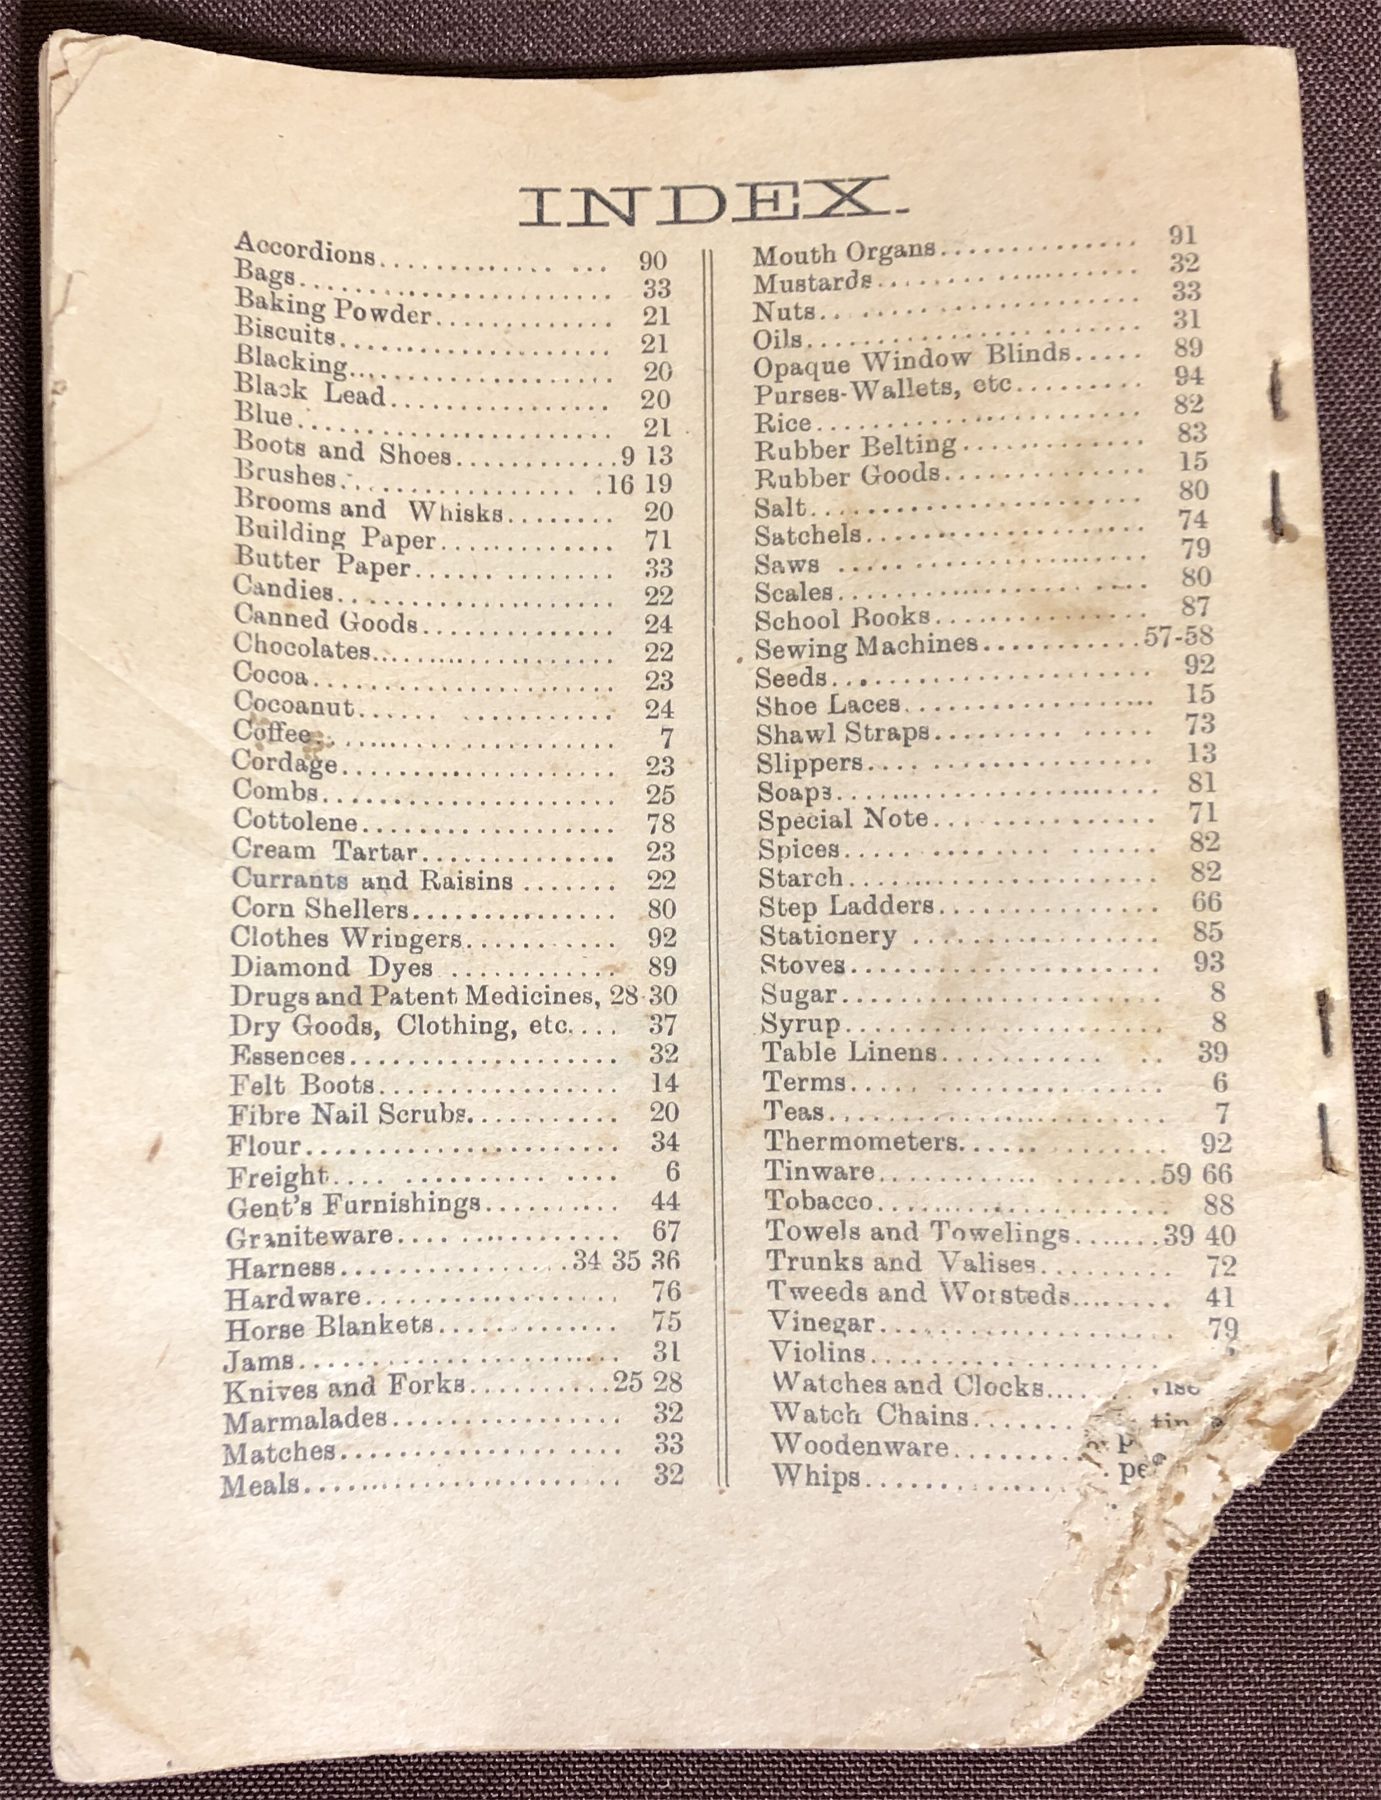 INDEX.
Accordions 90
Bags 33
Baking Powder 21
Biscuits 21
Blacking 20
Black Lead 20
Blue 21
Boots and Shoes 9 13
Brushes 16 19
Brooms and Whisks 20
Building Paper 71
Butter Paper 33
Candies 22
Canned Goods 24
Chocolates 22
Cocoa 23
Cocoanut 24
Coffee 7
Cordage 23
Combs 25
Cottolene 78
Cream Tartar 23
Currants and Raisins 22
Corn Shellers 80
Clothes Wringers 92
Diamond Dyes 89
Drugs and Patent Medicines, 28-30
Dry Goods, Clothing, etc. 37
Essences 32
Felt Boots 14
Fibre Nail Scrubs 20
Flour 34
Freight 6
Gent's Furnishings 44
Graniteware 67
Harness 34 35 36
Hardware 76
Horse Blankets 75
Jams 31
Knives and Forks 25 28
Marmalades 32
Matches 33
Meals 32
Mouth Organs 91
Mustards 32
Nuts 33
Oils 31
Opaque Window Blinds 89
Purses-Wallets, etc 94
Rice 82
Rubber Belting 83
Rubber Goods 15
Salt 80
Satchels 74
Saws 79
Scales 80
School Books 87
Sewing Machines 57-58
Seeds 92
Shoe Laces 15
Shawl Straps 73
Slippers 13
Soaps 81
Special Note 71
Spices 82
Starch 82
Step Ladders 66
Stationery 85
Stoves 93
Sugar 8
Syrup 8
Table Linens 39
Terms 6
Teas 7
Thermometers 92
Tinware 59 66
Tobacco 88
Towels and Towelings 39 40
Trunks and Valises 72
Tweeds and Worsteds 41
Vinegar 79
Violins
Watches and Clocks
Watch Chains
Woodenware
Whips